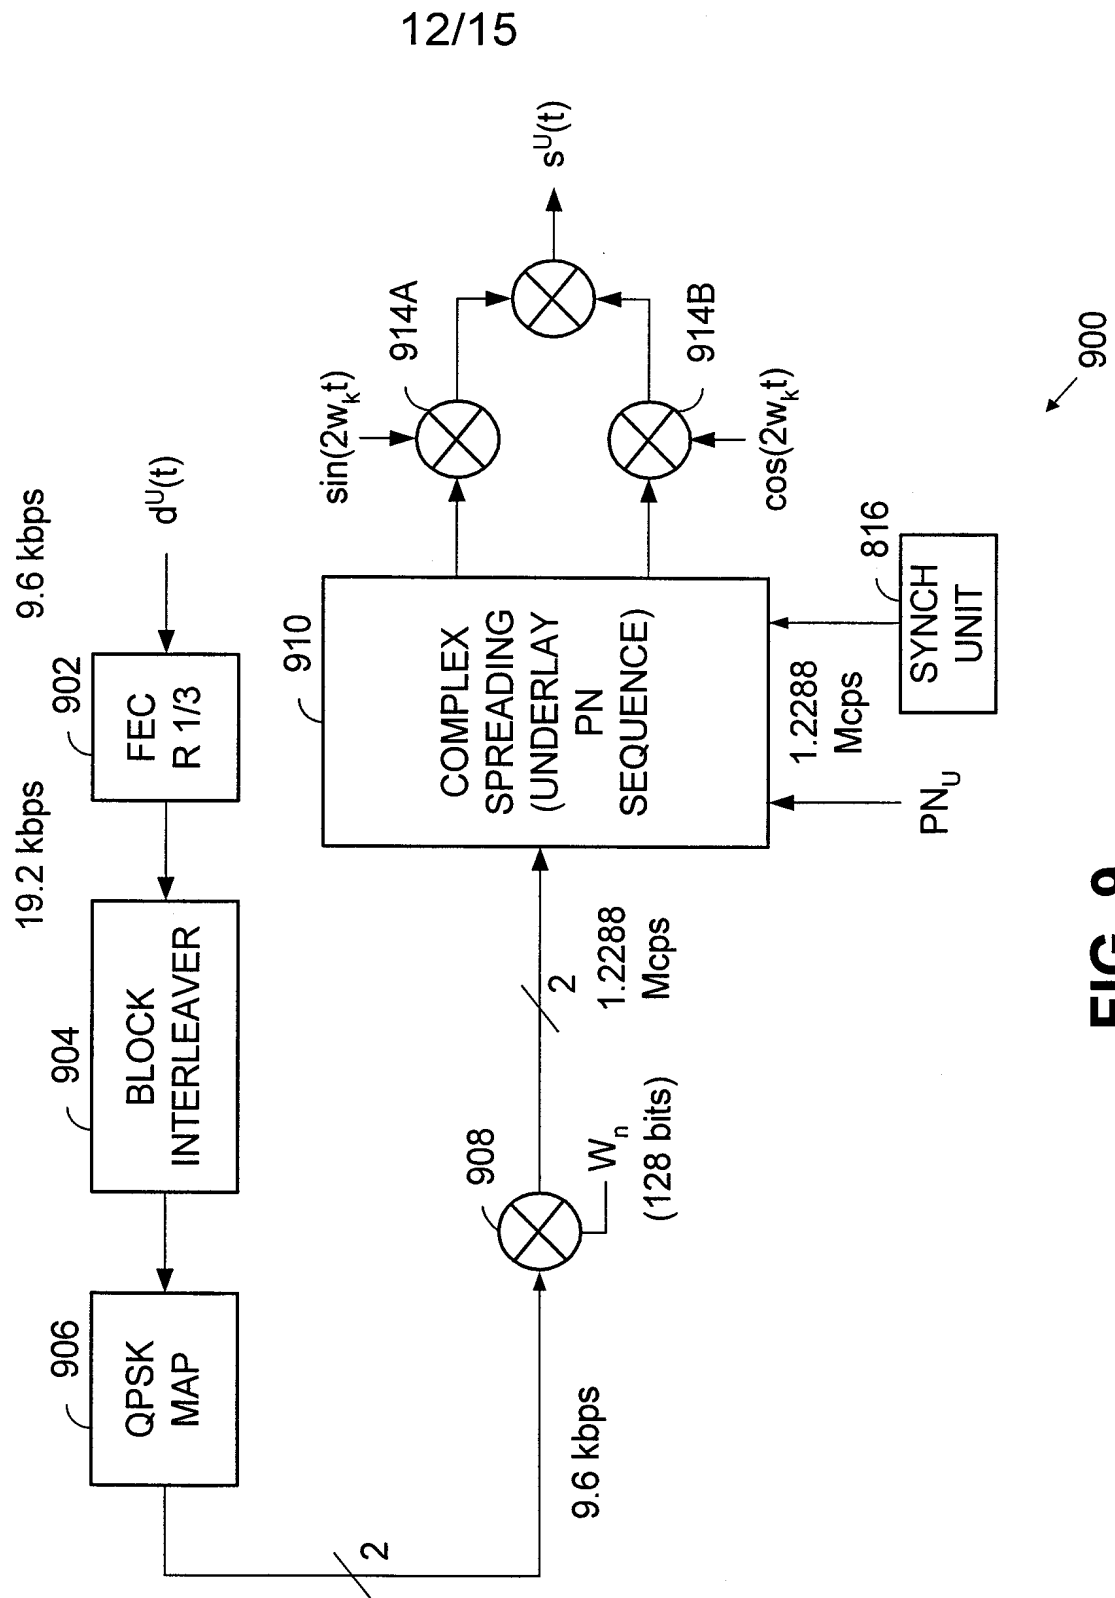 12/15
9.6 kbps
d^U(t)
902
FEC
R 1/3
19.2 kbps
904
BLOCK
INTERLEAVER
906
QPSK
MAP
2
9.6 kbps
908
W_n
(128 bits)
2
1.2288
Mcps
910
COMPLEX
SPREADING
(UNDERLAY
PN
SEQUENCE)
PN_U
1.2288
Mcps
816
SYNCH
UNIT
sin(2w_kt)
914A
cos(2w_kt)
914B
s^U(t)
900
FIG. 9